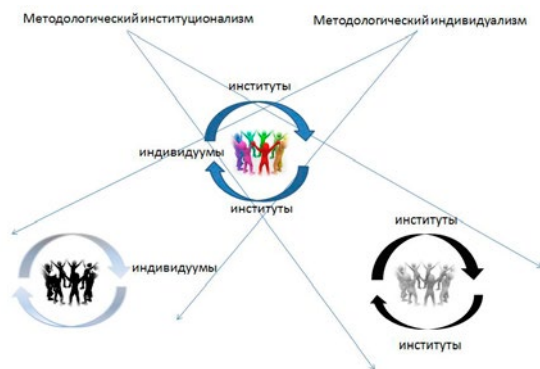 Методологический институционализм
Методологический индивидуализм
институты
индивидуумы
институты
институты
индивидуумы
институты